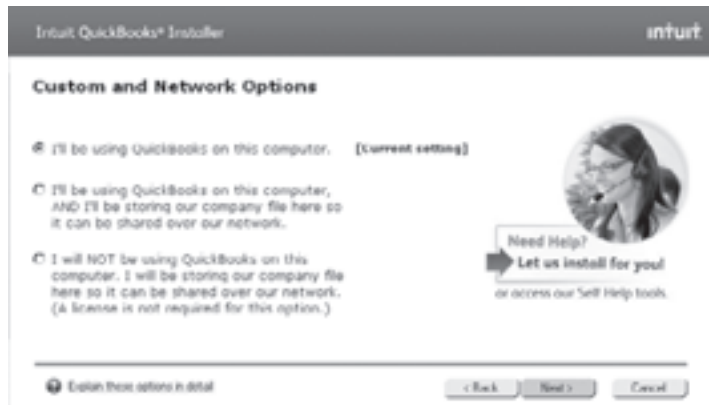 Intuit QuickBooks® Installer
intuit
Custom and Network Options
I'll be using QuickBooks on this computer. [Current setting]
I'll be using QuickBooks on this computer,
AND I'll be storing our company file here so
it can be shared over our network.
I will NOT be using QuickBooks on this
computer. I will be storing our company file
here so it can be shared over our network.
(A license is not required for this option.)
Need Help?
Let us install for you!
or access our Self Help tools.
Explain these options in detail
< Back
Next >
Cancel